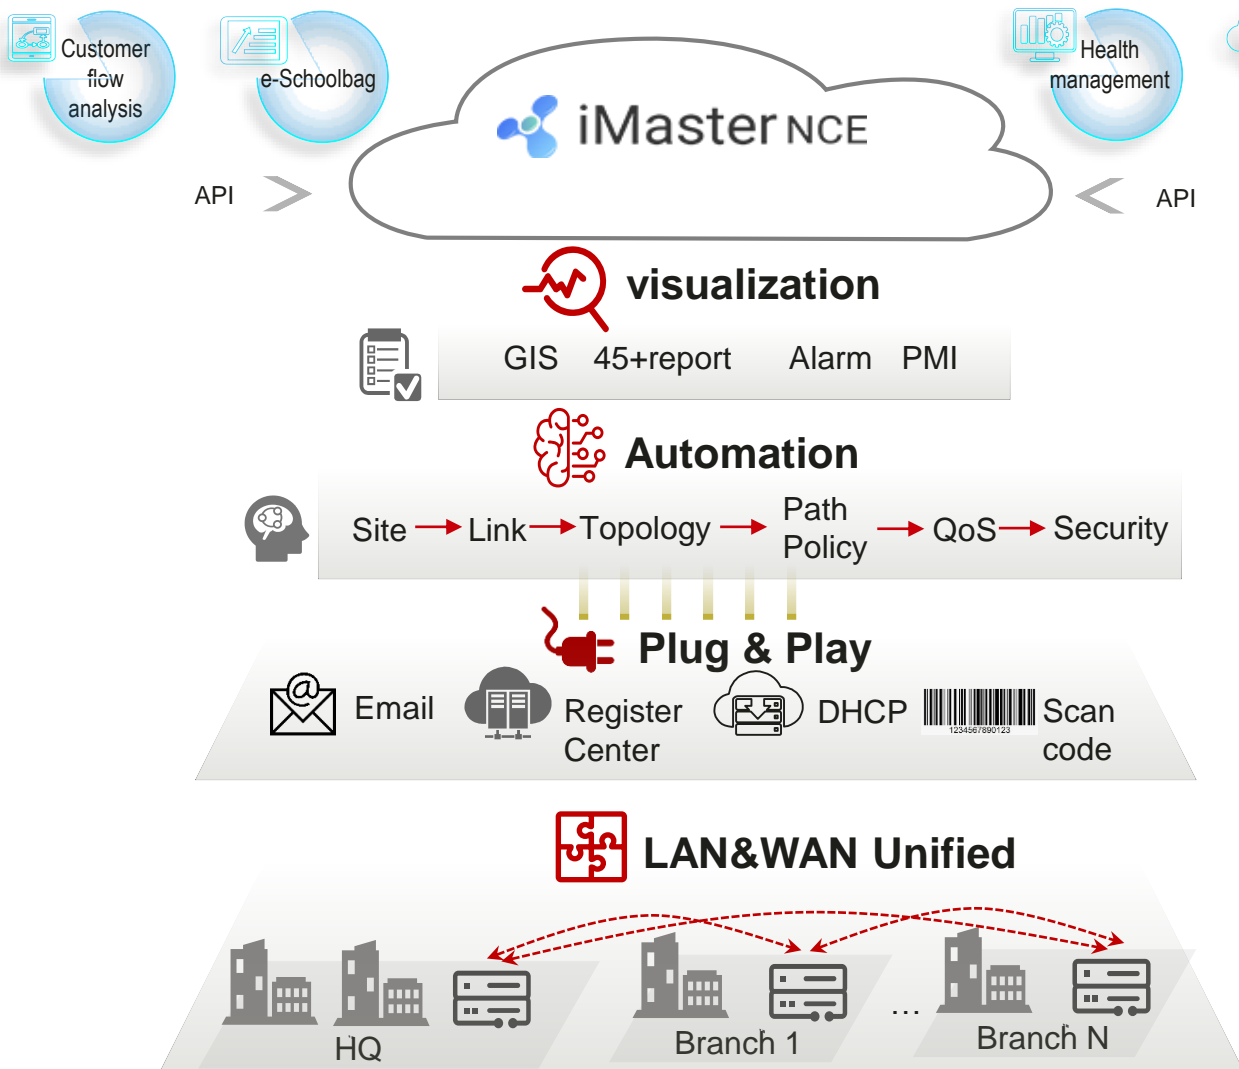 Customer
flow
analysis
e-Schoolbag
Health
management
iMaster NCE
API
API
visualization
GIS 45+report Alarm PMI
Automation
Site Link Topology Path Policy QoS Security
Plug & Play
Email
Register
Center
DHCP
1234567890123
Scan
code
LAN&WAN Unified
HQ
Branch 1
...
Branch N